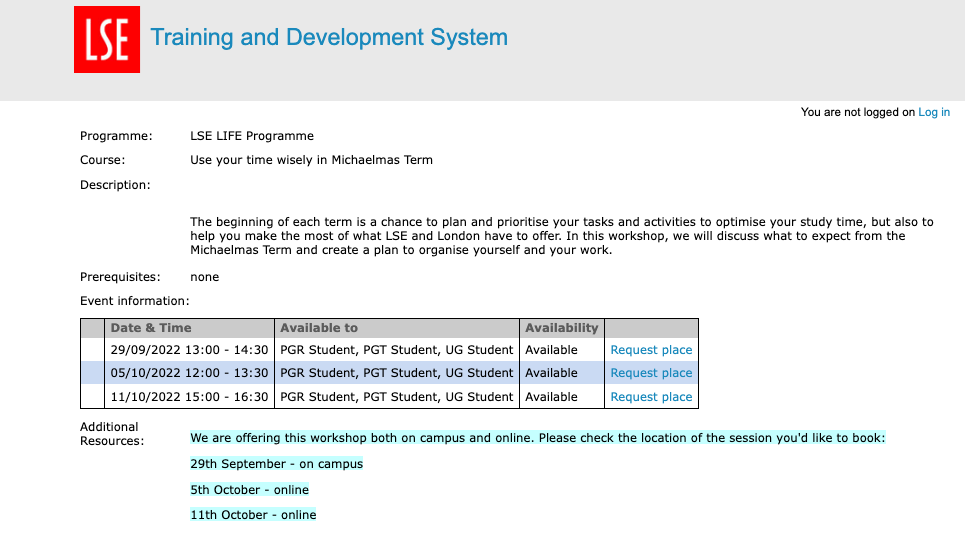 LSE
Training and Development System
You are not logged on Log in
Programme: LSE LIFE Programme
Course: Use your time wisely in Michaelmas Term
Description:
The beginning of each term is a chance to plan and prioritise your tasks and activities to optimise your study time, but also to
help you make the most of what LSE and London have to offer. In this workshop, we will discuss what to expect from the
Michaelmas Term and create a plan to organise yourself and your work.
Prerequisites: none
Event information:
Date & Time Available to Availability
29/09/2022 13:00 - 14:30 PGR Student, PGT Student, UG Student Available Request place
05/10/2022 12:00 - 13:30 PGR Student, PGT Student, UG Student Available Request place
11/10/2022 15:00 - 16:30 PGR Student, PGT Student, UG Student Available Request place
Additional
Resources:
We are offering this workshop both on campus and online. Please check the location of the session you'd like to book:
29th September - on campus
5th October - online
11th October - online